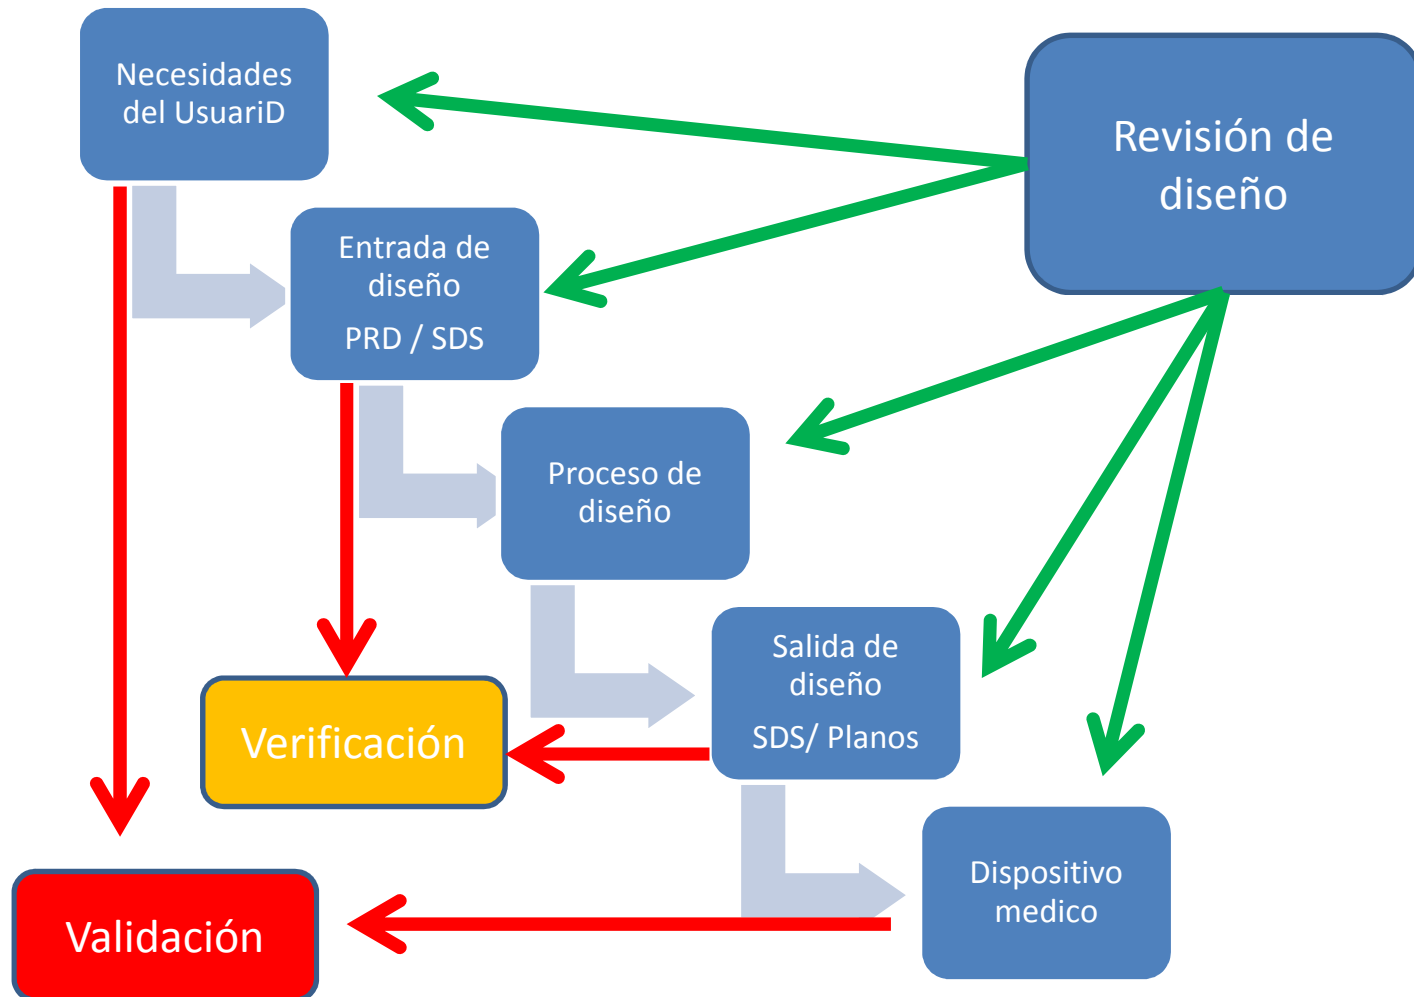 Necesidades
del UsuariD
Revisión de
diseño
Entrada de
diseño
PRD / SDS
Proceso de
diseño
Salida de
diseño
SDS/ Planos
Verificación
Dispositivo
medico
Validación